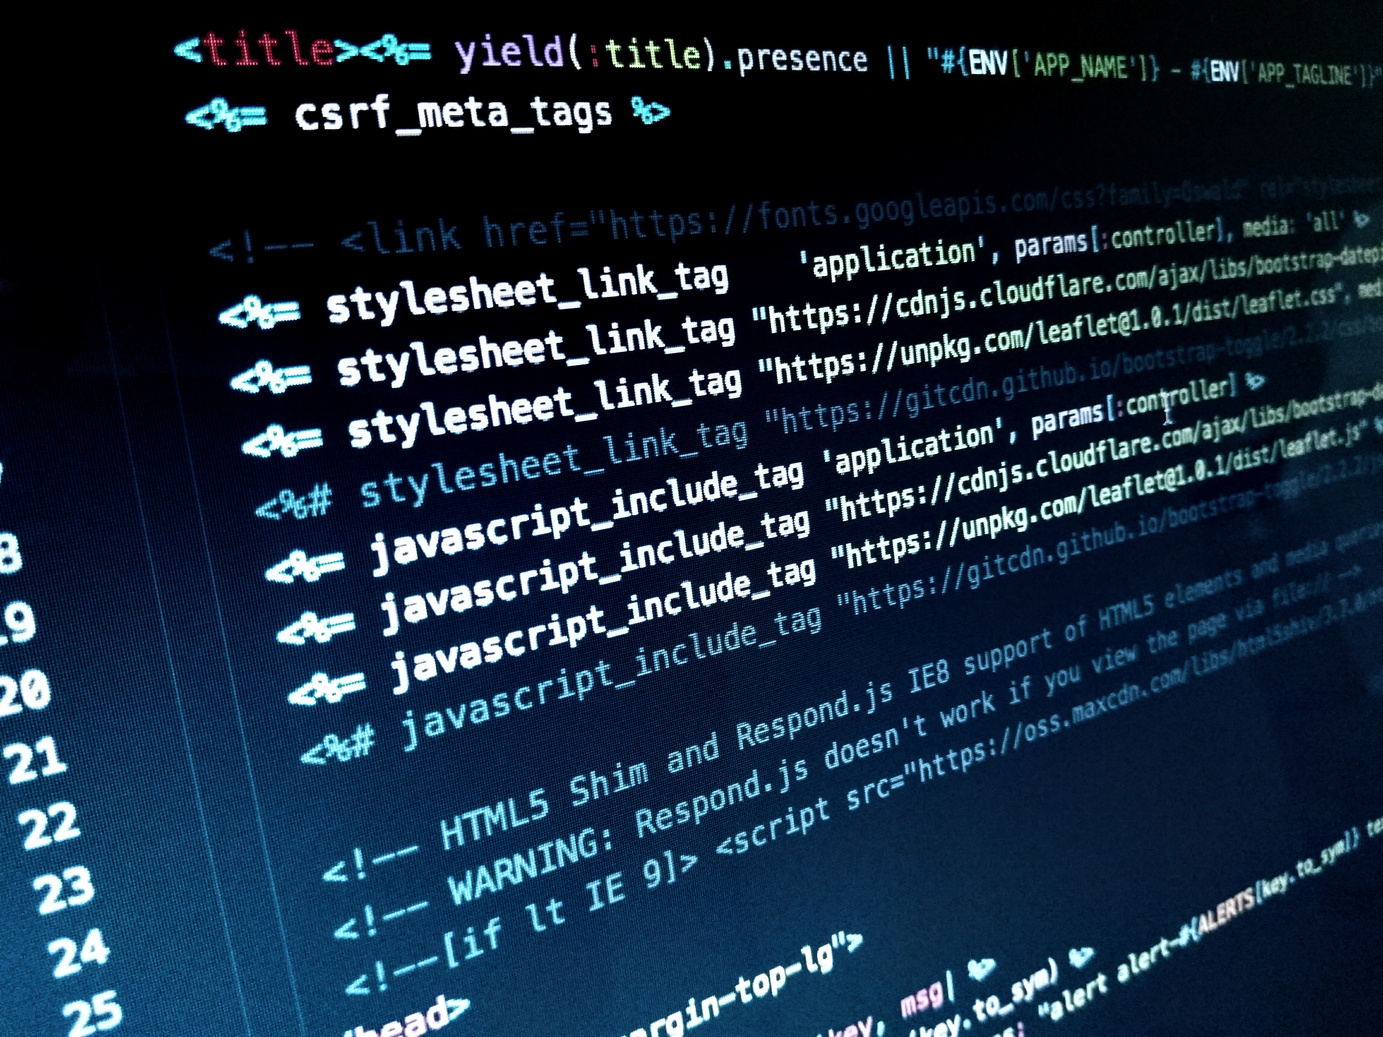 <title><%= yield(:title).presence || "#{ENV['APP_NAME']} - #{ENV['APP_TAGLINE']}"
<%= csrf_meta_tags %>
<!-- <link href="https://fonts.googleapis.com/css?family=Oswald" rel="stylesheet
<%= stylesheet_link_tag 'application', params[:controller], media: 'all' %>
<%= stylesheet_link_tag "https://cdnjs.cloudflare.com/ajax/libs/bootstrap-datep
<%= stylesheet_link_tag "https://unpkg.com/leaflet@1.0.1/dist/leaflet.css", med
<%# stylesheet_link_tag "https://gitcdn.github.io/bootstrap-toggle/2.2.2/css/
18 <%= javascript_include_tag 'application', params[:controller] %>
19 <%= javascript_include_tag "https://cdnjs.cloudflare.com/ajax/libs/bootstrap-da
20 <%= javascript_include_tag "https://unpkg.com/leaflet@1.0.1/dist/leaflet.js" %
21 <%# javascript_include_tag "https://gitcdn.github.io/bootstrap-toggle/2.2.2/
22
23 <!-- HTML5 Shim and Respond.js IE8 support of HTML5 elements and media queries
24 <!-- WARNING: Respond.js doesn't work if you view the page via file:// -->
25 <!--[if lt IE 9]> <script src="https://oss.maxcdn.com/libs/html5shiv/3.7.0/
head>
argin-top-lg">
key, msg| %>
(key.to_sym) %>
"alert alert-#{ALERTS[key.to_sym]}